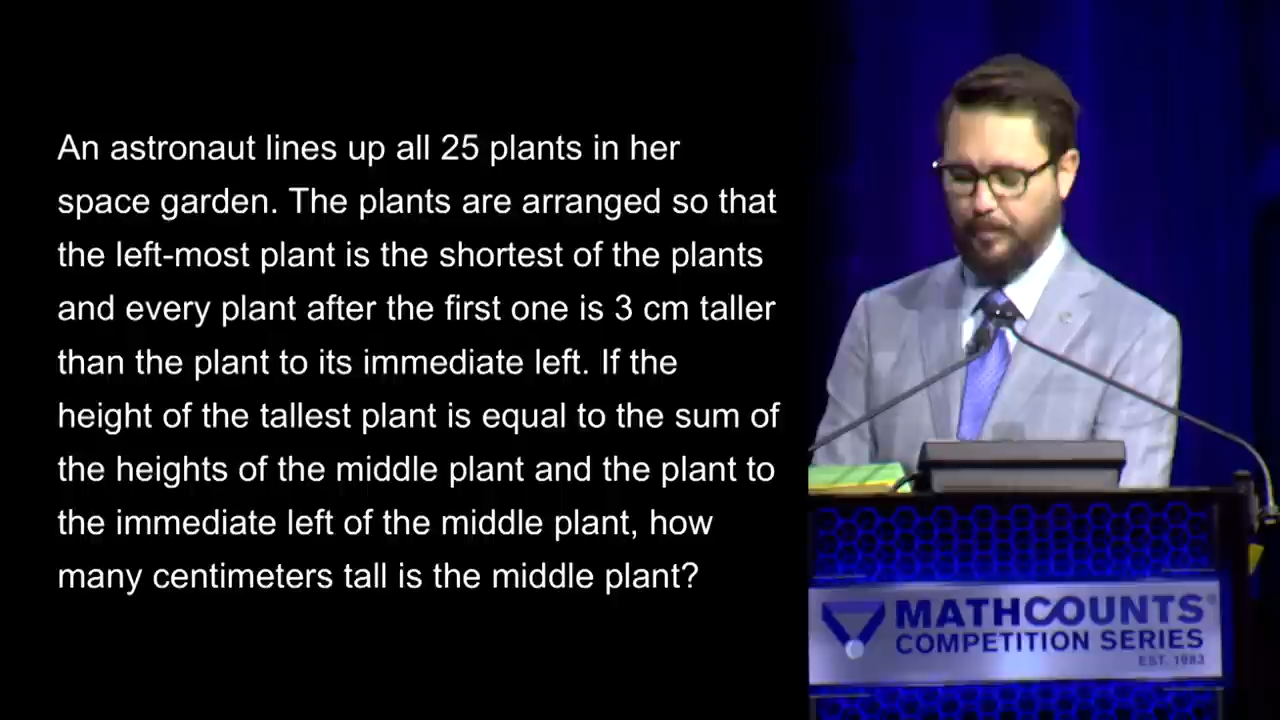 An astronaut lines up all 25 plants in her
space garden. The plants are arranged so that
the left-most plant is the shortest of the plants
and every plant after the first one is 3 cm taller
than the plant to its immediate left. If the
height of the tallest plant is equal to the sum of
the heights of the middle plant and the plant to
the immediate left of the middle plant, how
many centimeters tall is the middle plant?
MATHCOUNTS®
COMPETITION SERIES
EST. 1983